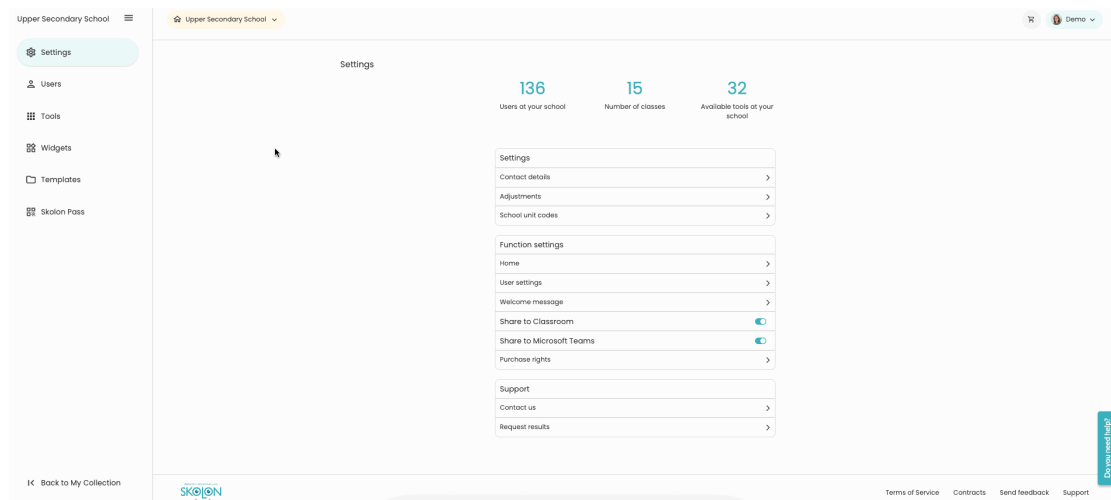 Upper Secondary School
Upper Secondary School
Demo
Settings
Users
Tools
Widgets
Templates
Skolon Pass
Back to My Collection
Settings
136
Users at your school
15
Number of classes
32
Available tools at your
school
Settings
Contact details
Adjustments
School unit codes
Function settings
Home
User settings
Welcome message
Share to Classroom
Share to Microsoft Teams
Purchase rights
Support
Contact us
Request results
Do you need help?
SKOLON
Terms of Service
Contracts
Send feedback
Support